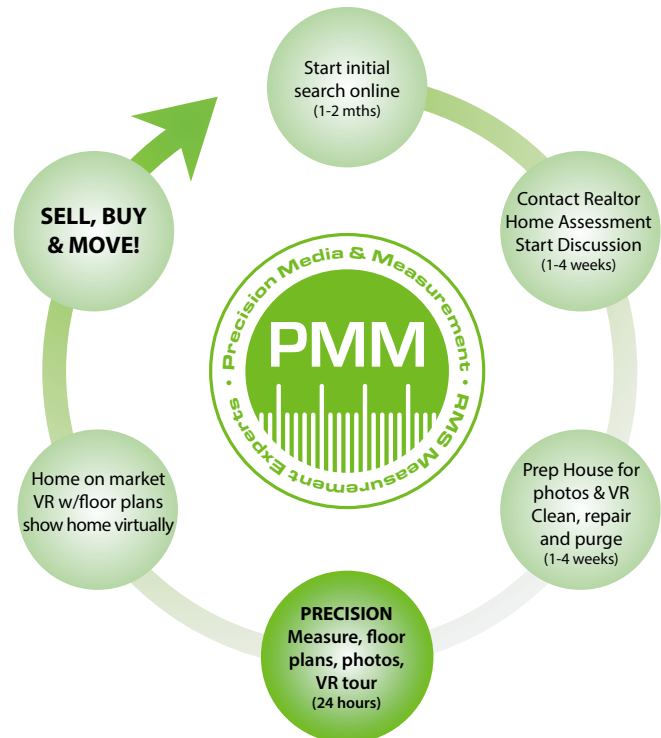 Start initial
search online
(1-2 mths)
Contact Realtor
Home Assessment
Start Discussion
(1-4 weeks)
Prep House for
photos & VR
Clean, repair
and purge
(1-4 weeks)
PRECISION
Measure, floor
plans, photos,
VR tour
(24 hours)
Home on market
VR w/floor plans
show home virtually
SELL, BUY
& MOVE!
Precision Media & Measurement • RMS Measurement Experts •
PMM